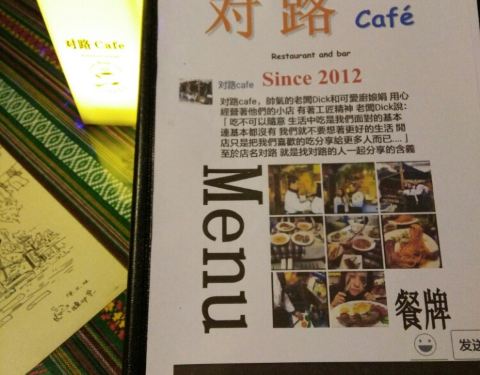 对路 Cafe
对路 Café
Restaurant and bar
对路cafe
Since 2012
对路cafe，帥氣的老闆Dick和可愛廚娘娟 用心
經營著他們的小店 有著工匠精神 老闆Dick說：
「 吃不可以隨意 生活中吃是我們面對的基本
連基本都沒有 我們就不要想著更好的生活 開
店只是把我們喜歡的吃分享給更多人而已....」
至於店名对路 就是找对路的人一起分享的含義
Menu
餐牌
发送